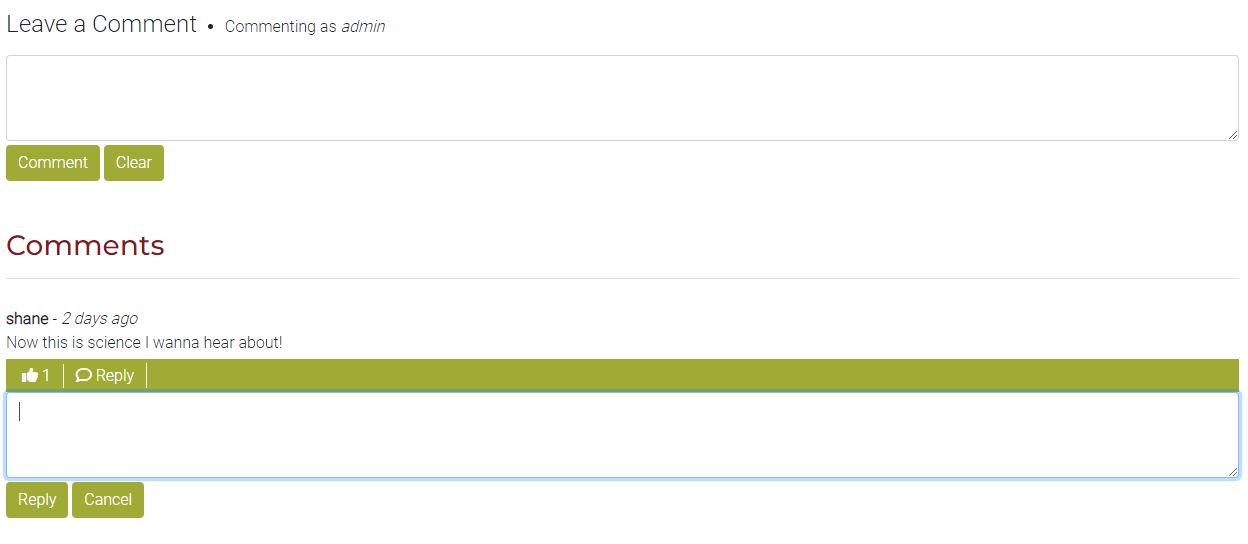 Leave a Comment • Commenting as admin
Comment Clear
Comments
shane - 2 days ago
Now this is science I wanna hear about!
1 Reply
Reply Cancel